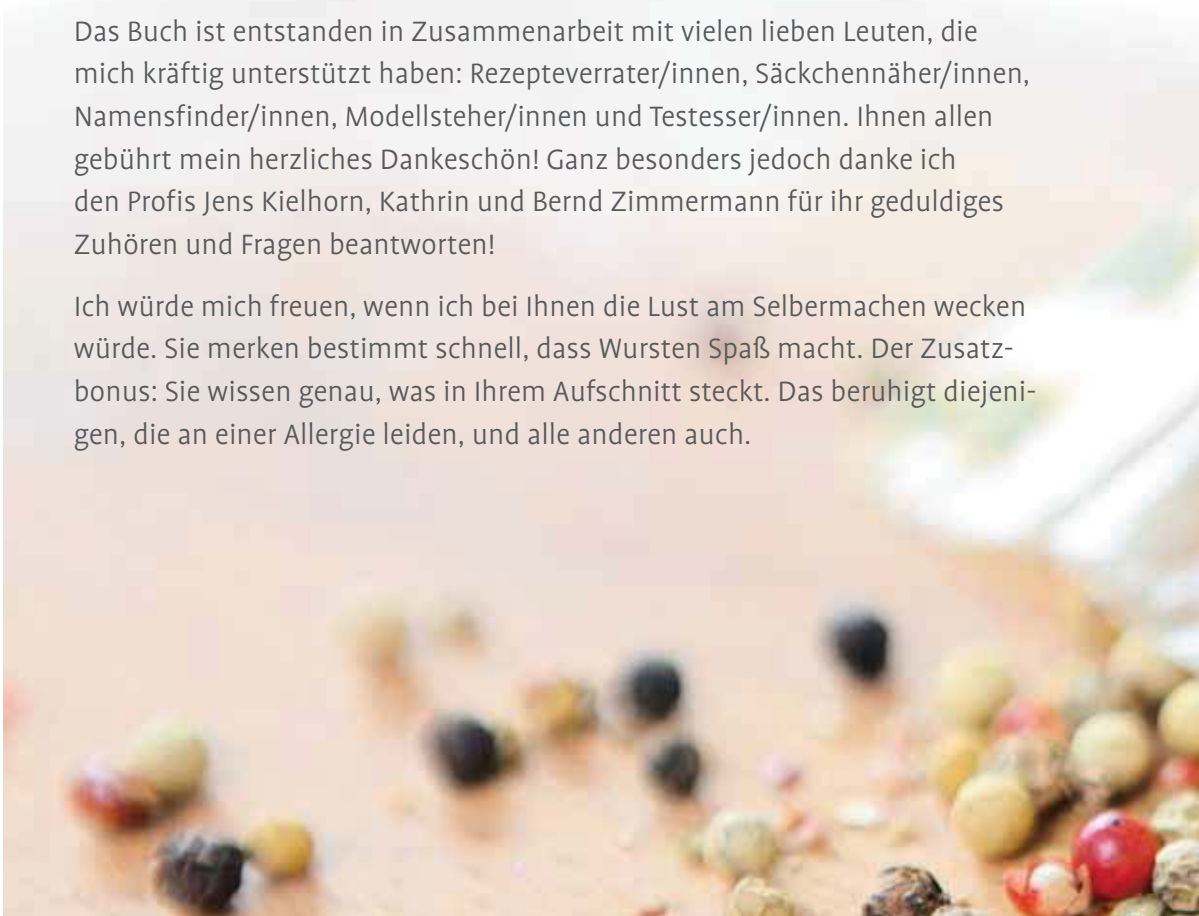 Das Buch ist entstanden in Zusammenarbeit mit vielen lieben Leuten, die
mich kräftig unterstützt haben: Rezepteverrater/innen, Säckchennäher/innen,
Namensfinder/innen, Modellsteher/innen und Testesser/innen. Ihnen allen
gebührt mein herzliches Dankeschön! Ganz besonders jedoch danke ich
den Profis Jens Kielhorn, Kathrin und Bernd Zimmermann für ihr geduldiges
Zuhören und Fragen beantworten!
Ich würde mich freuen, wenn ich bei Ihnen die Lust am Selbermachen wecken
würde. Sie merken bestimmt schnell, dass Wursten Spaß macht. Der Zusatz-
bonus: Sie wissen genau, was in Ihrem Aufschnitt steckt. Das beruhigt diejeni-
gen, die an einer Allergie leiden, und alle anderen auch.